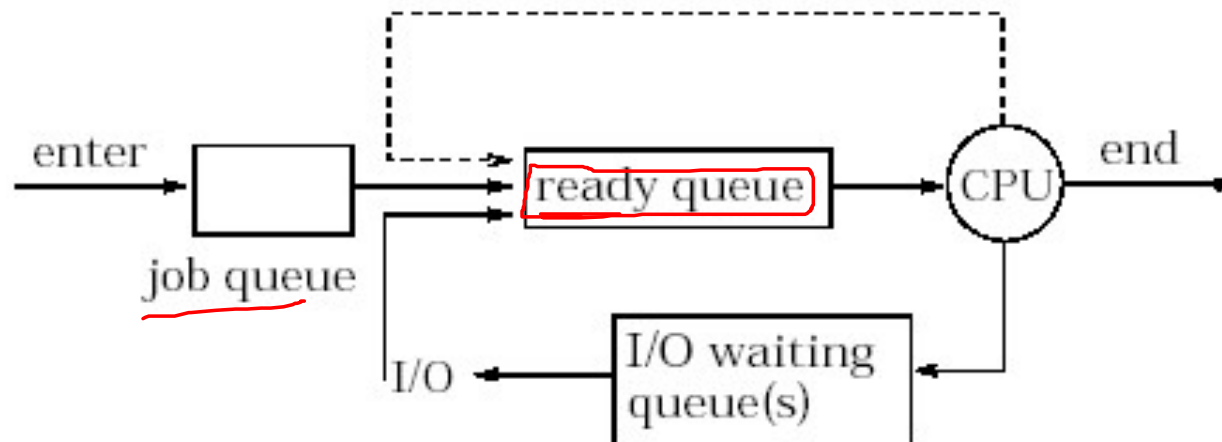 enter
job queue
ready queue
CPU
end
I/O
I/O waiting
queue(s)